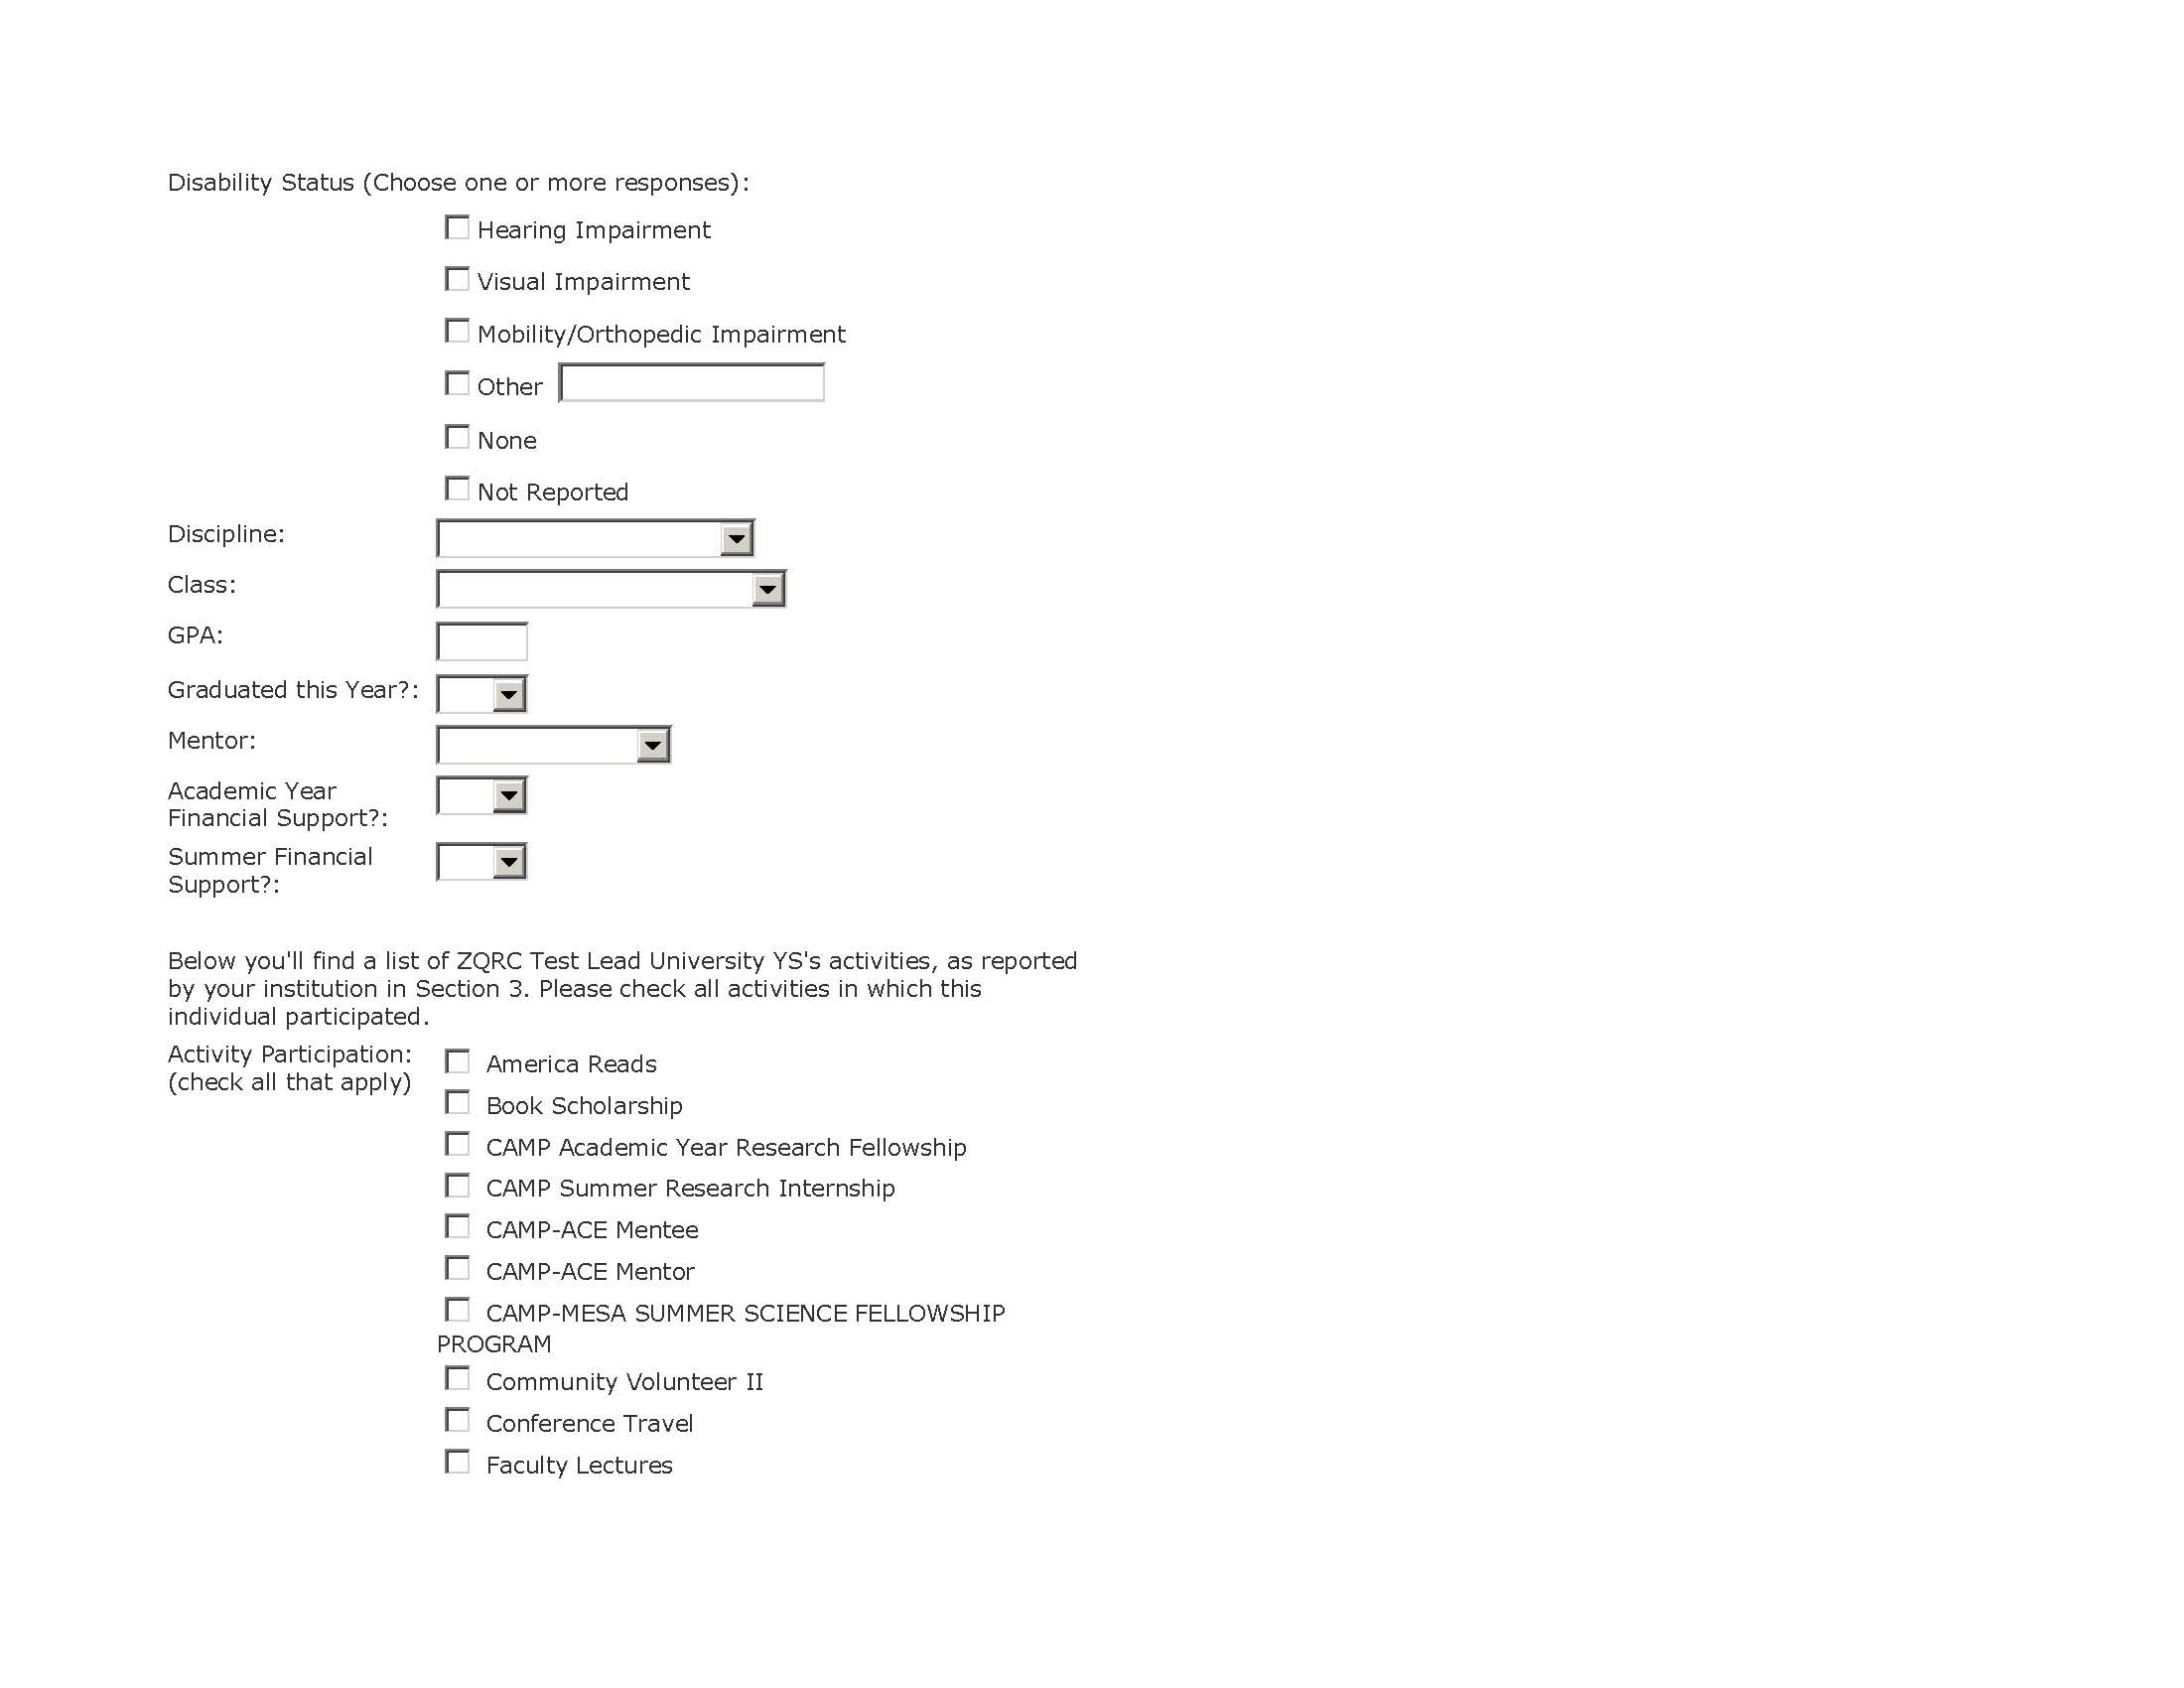 Disability Status (Choose one or more responses):
Hearing Impairment
Visual Impairment
Mobility/Orthopedic Impairment
Other
None
Not Reported
Discipline:
Class:
GPA:
Graduated this Year?:
Mentor:
Academic Year
Financial Support?:
Summer Financial
Support?:
Below you'll find a list of ZQRC Test Lead University YS's activities, as reported
by your institution in Section 3. Please check all activities in which this
individual participated.
Activity Participation:
(check all that apply)
America Reads
Book Scholarship
CAMP Academic Year Research Fellowship
CAMP Summer Research Internship
CAMP-ACE Mentee
CAMP-ACE Mentor
CAMP-MESA SUMMER SCIENCE FELLOWSHIP
PROGRAM
Community Volunteer II
Conference Travel
Faculty Lectures